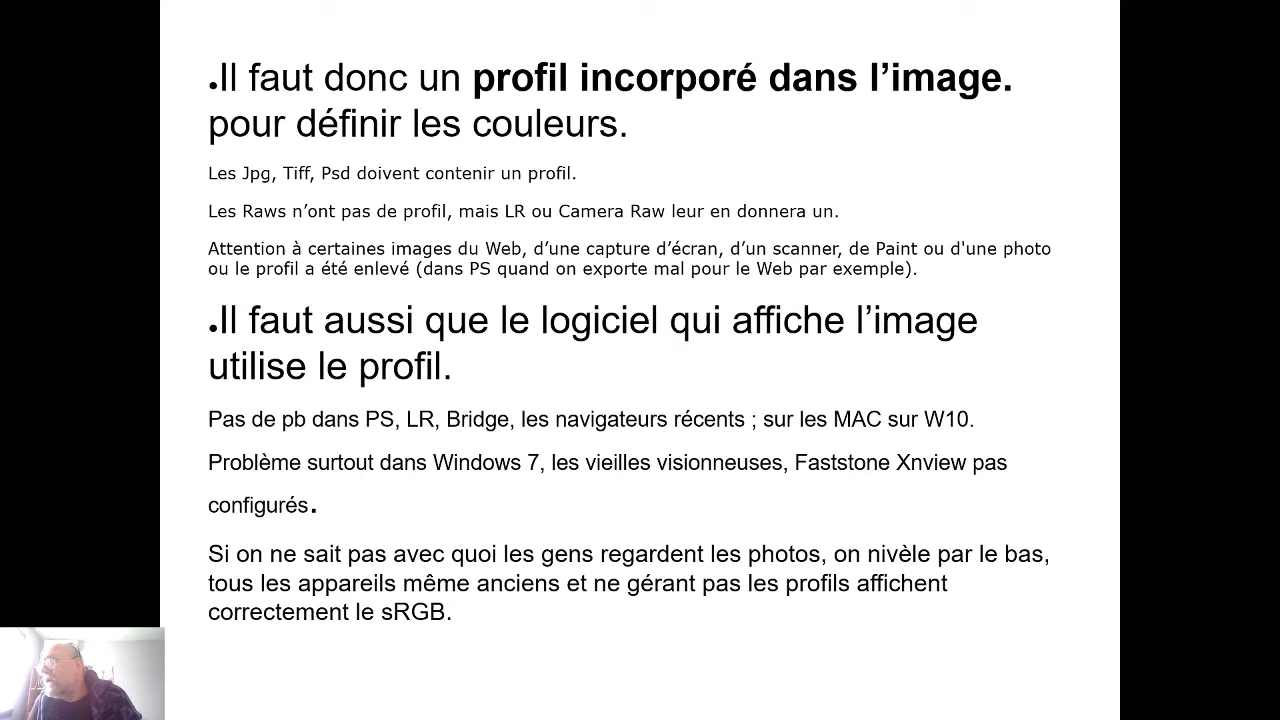 ●Il faut donc un profil incorporé dans l’image.
pour définir les couleurs.
Les Jpg, Tiff, Psd doivent contenir un profil.
Les Raws n’ont pas de profil, mais LR ou Camera Raw leur en donnera un.
Attention à certaines images du Web, d’une capture d’écran, d’un scanner, de Paint ou d'une photo
ou le profil a été enlevé (dans PS quand on exporte mal pour le Web par exemple).
●Il faut aussi que le logiciel qui affiche l’image
utilise le profil.
Pas de pb dans PS, LR, Bridge, les navigateurs récents ; sur les MAC sur W10.
Problème surtout dans Windows 7, les vieilles visionneuses, Faststone Xnview pas
configurés.
Si on ne sait pas avec quoi les gens regardent les photos, on nivèle par le bas,
tous les appareils même anciens et ne gérant pas les profils affichent
correctement le sRGB.